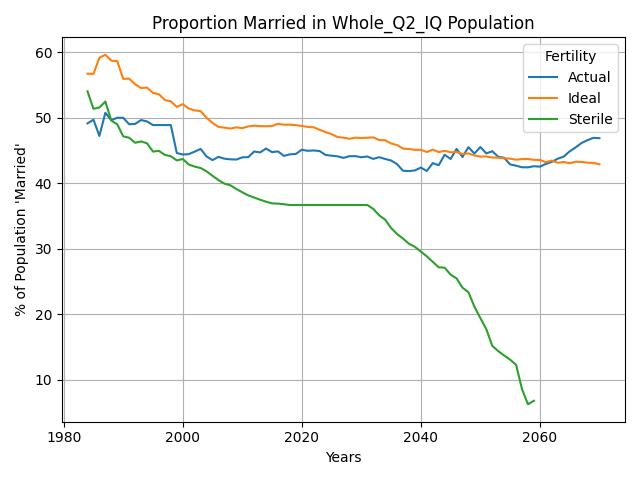 Proportion Married in Whole_Q2_IQ Population
% of Population 'Married'
60
50
40
30
20
10
1980
2000
2020
2040
2060
Years
Fertility
Actual
Ideal
Sterile